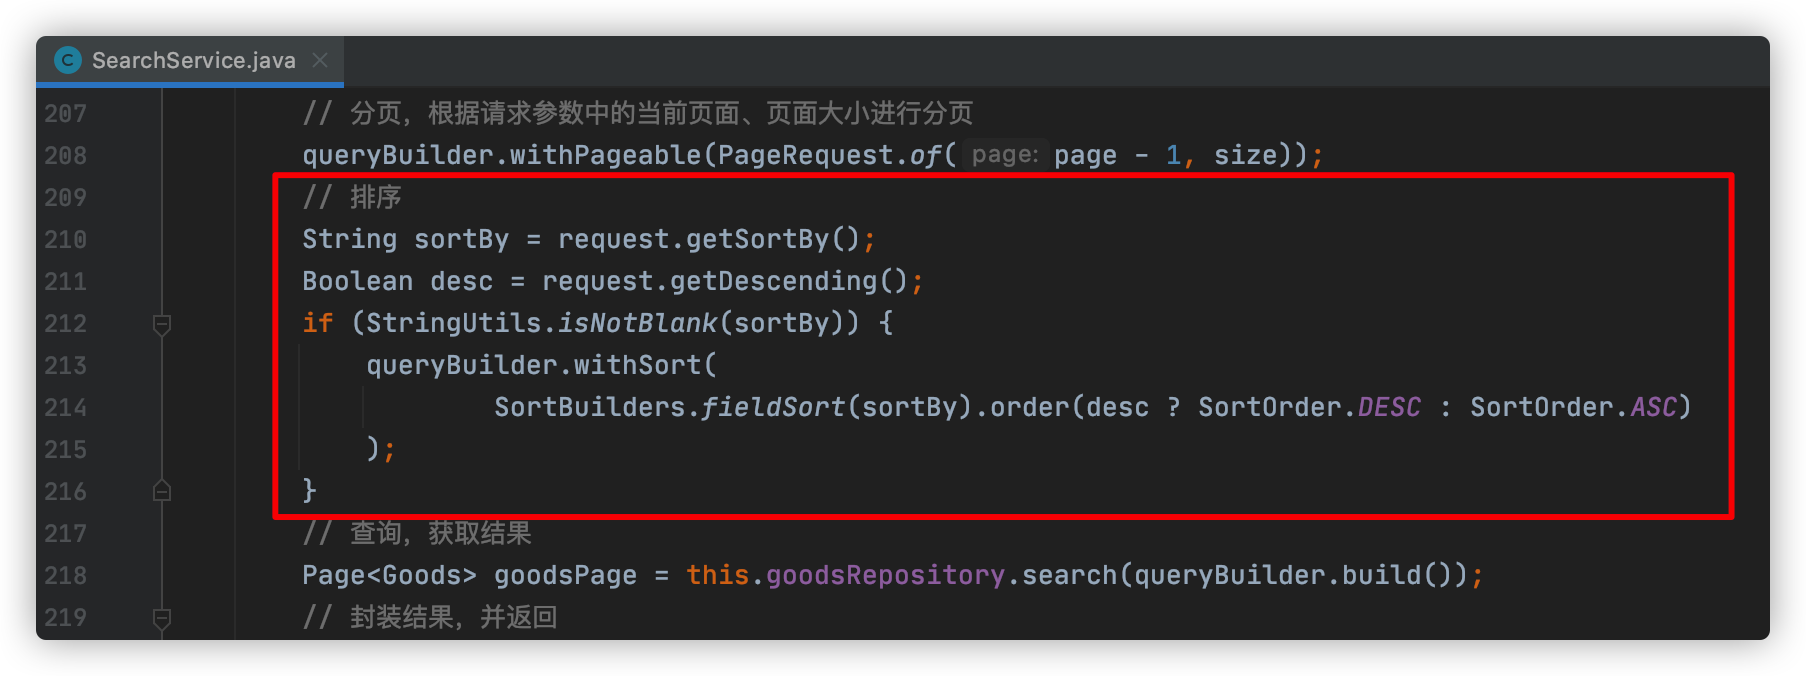 SearchService.java
207 // 分页，根据请求参数中的当前页面、页面大小进行分页
208 queryBuilder.withPageable(PageRequest.of( page: page - 1, size));
209 // 排序
210 String sortBy = request.getSortBy();
211 Boolean desc = request.getDescending();
212 if (StringUtils.isNotBlank(sortBy)) {
213 queryBuilder.withSort(
214 SortBuilders.fieldSort(sortBy).order(desc ? SortOrder.DESC : SortOrder.ASC)
215 );
216 }
217 // 查询，获取结果
218 Page<Goods> goodsPage = this.goodsRepository.search(queryBuilder.build());
219 // 封装结果，并返回